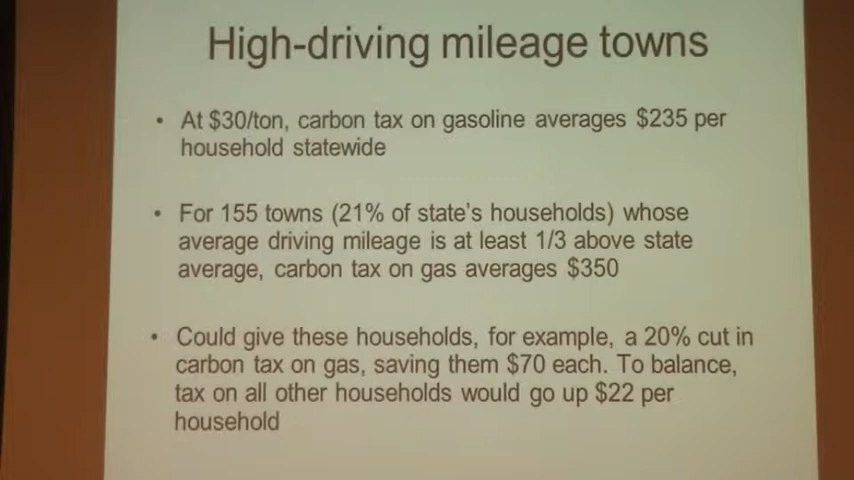 High-driving mileage towns
• At $30/ton, carbon tax on gasoline averages $235 per
household statewide
• For 155 towns (21% of state's households) whose
average driving mileage is at least 1/3 above state
average, carbon tax on gas averages $350
• Could give these households, for example, a 20% cut in
carbon tax on gas, saving them $70 each. To balance,
tax on all other households would go up $22 per
household